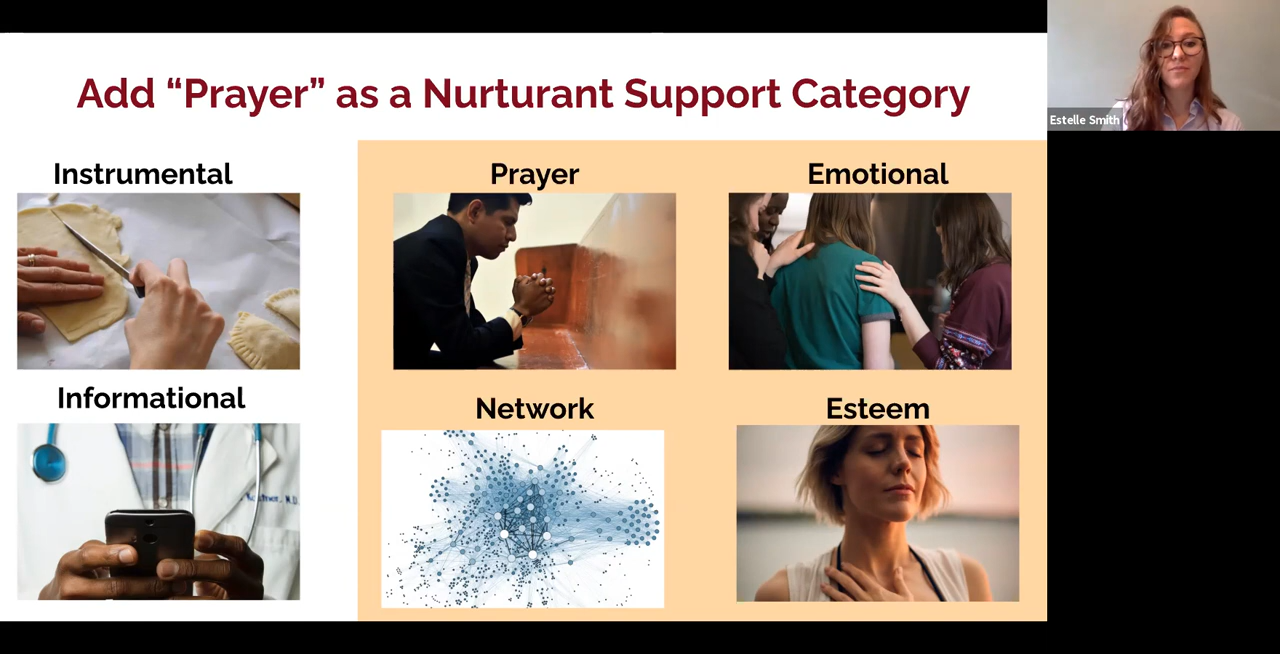 Add “Prayer” as a Nurturant Support Category
Estelle Smith
Instrumental
Prayer
Emotional
Informational
Network
Esteem
M.D.